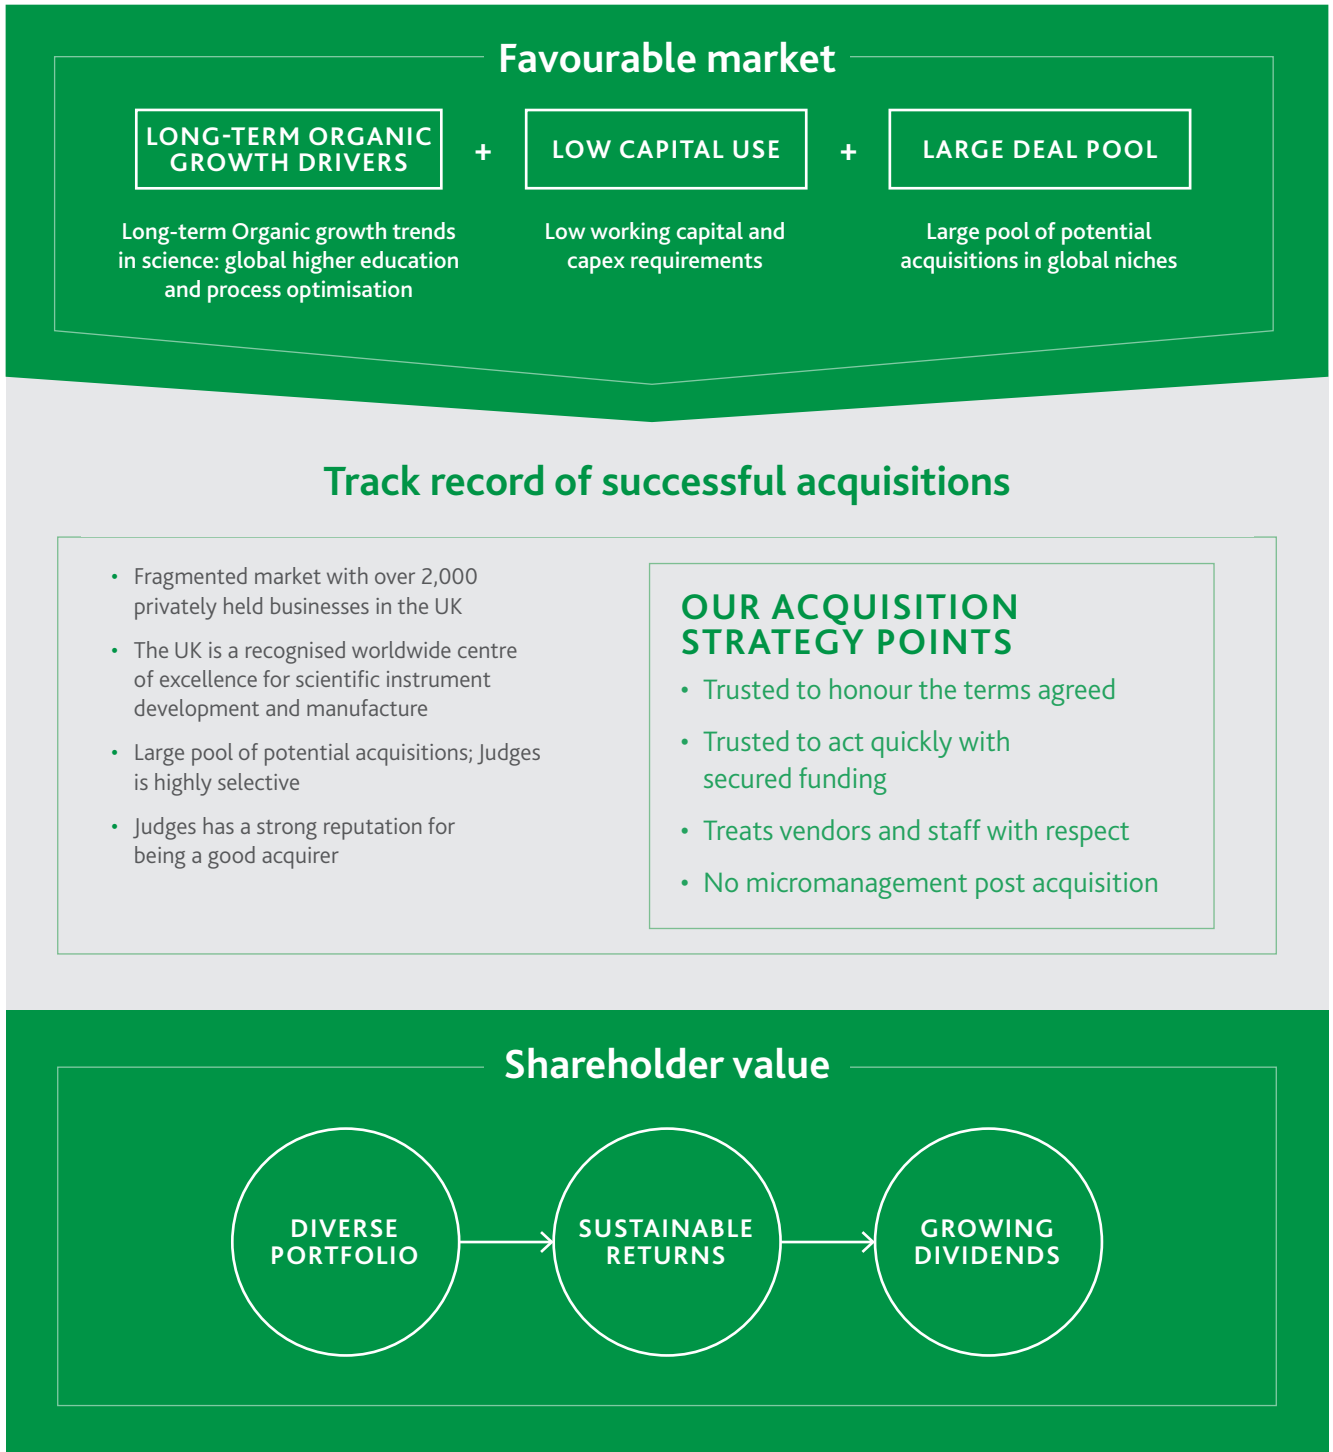 Favourable market
LONG-TERM ORGANIC
GROWTH DRIVERS
+
LOW CAPITAL USE
+
LARGE DEAL POOL
Long-term Organic growth trends
in science: global higher education
and process optimisation
Low working capital and
capex requirements
Large pool of potential
acquisitions in global niches
Track record of successful acquisitions
• Fragmented market with over 2,000
privately held businesses in the UK
• The UK is a recognised worldwide centre
of excellence for scientific instrument
development and manufacture
• Large pool of potential acquisitions; Judges
is highly selective
• Judges has a strong reputation for
being a good acquirer
OUR ACQUISITION
STRATEGY POINTS
• Trusted to honour the terms agreed
• Trusted to act quickly with
secured funding
• Treats vendors and staff with respect
• No micromanagement post acquisition
Shareholder value
DIVERSE
PORTFOLIO
SUSTAINABLE
RETURNS
GROWING
DIVIDENDS